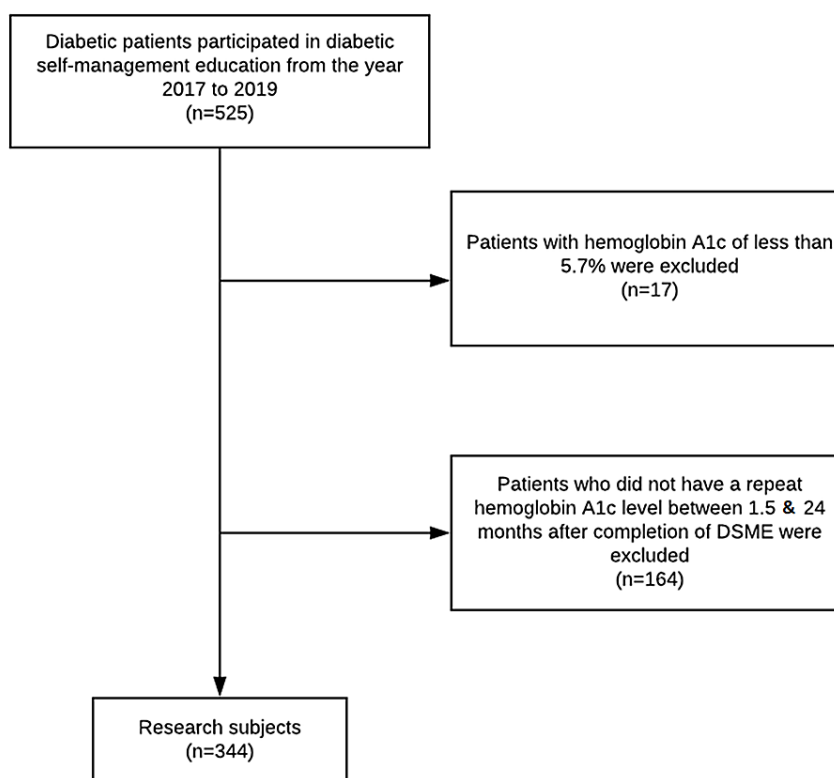 Diabetic patients participated in diabetic
self-management education from the year
2017 to 2019
(n=525)
Patients with hemoglobin A1c of less than
5.7% were excluded
(n=17)
Patients who did not have a repeat
hemoglobin A1c level between 1.5 & 24
months after completion of DSME were
excluded
(n=164)
Research subjects
(n=344)